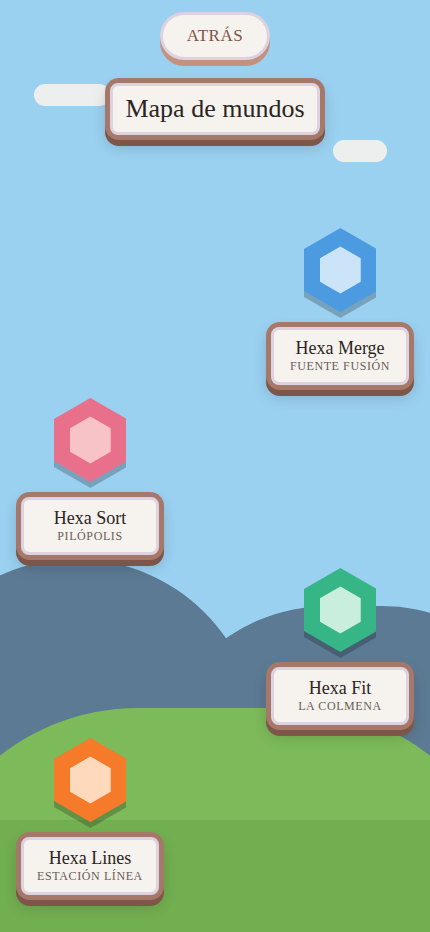 ATRÁS
Mapa de mundos
Hexa Merge
FUENTE FUSIÓN
Hexa Sort
PILÓPOLIS
Hexa Fit
LA COLMENA
Hexa Lines
ESTACIÓN LÍNEA